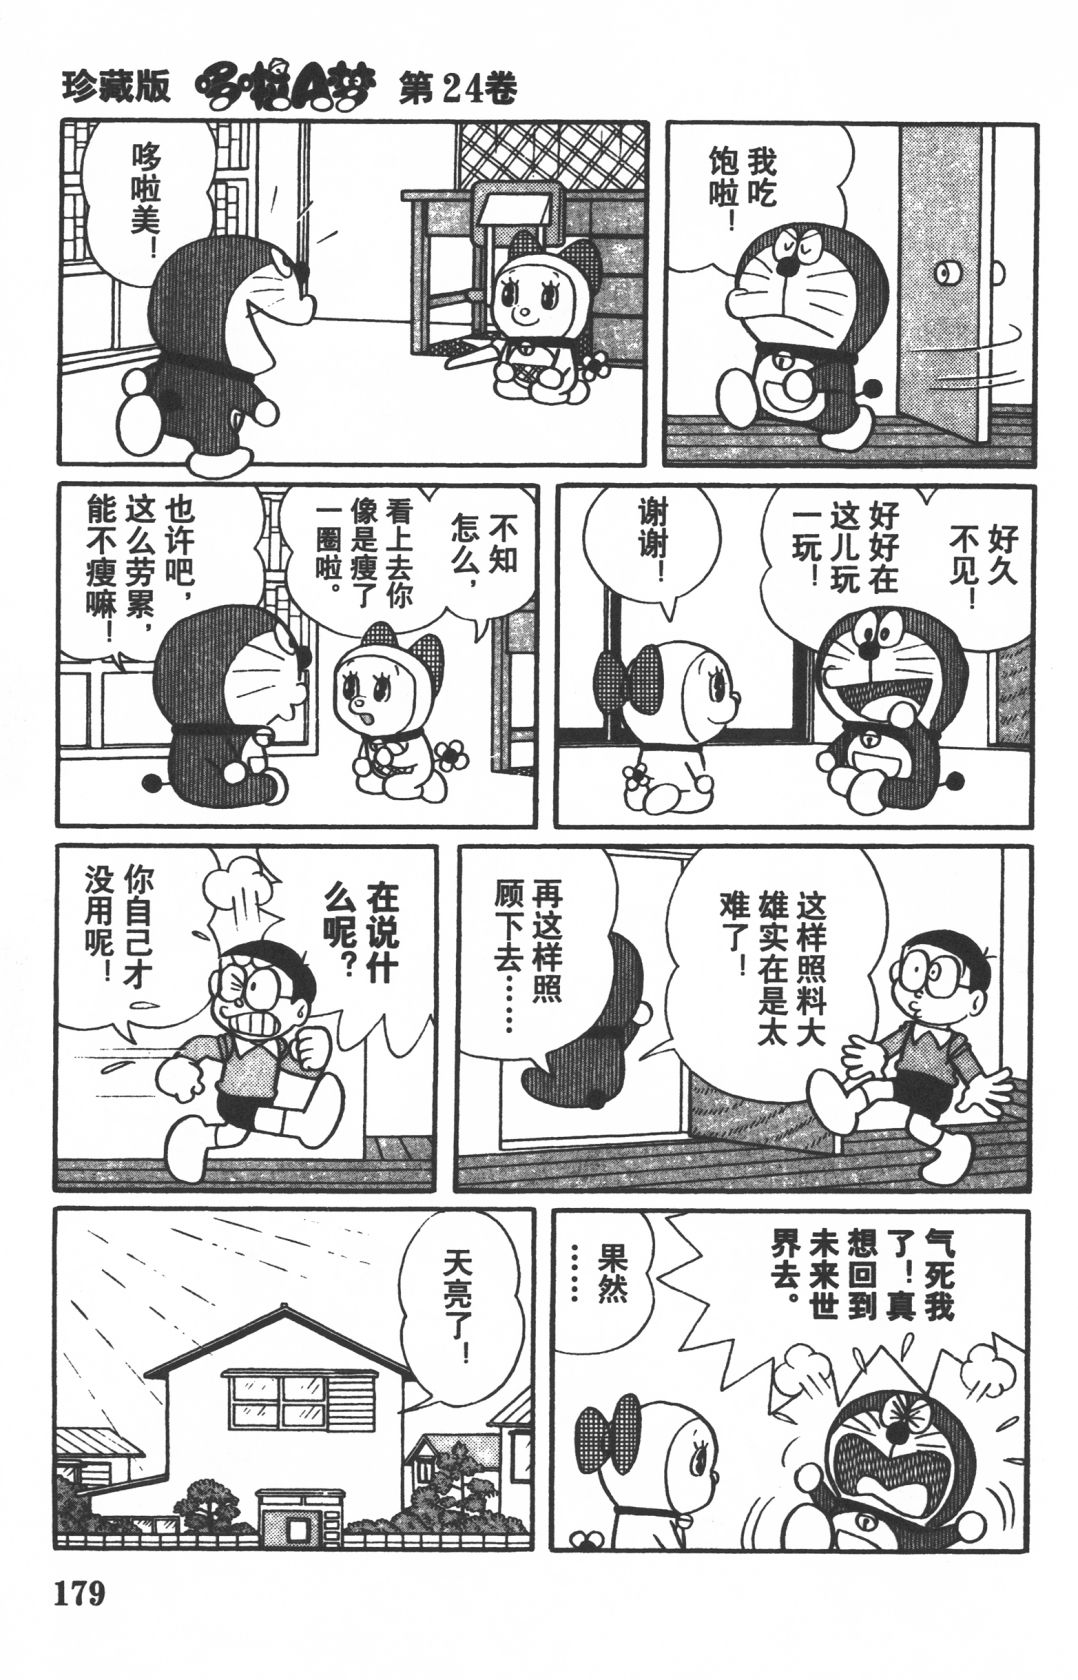 珍藏版 哆啦A梦 第24卷
我吃
饱啦！
哆啦美！
好久
不见！
好好在
这儿玩
一玩！
谢谢！
不知
怎么，
看上去你
像是瘦了
一圈啦。
也许吧，
这么劳累，
能不瘦嘛！
这样照料大
雄实在是太
难了！
再这样照
顾下去……
在说什
么呢？
你自己才
没用呢！
气死我
了！真
想回到
未来世
界去。
果然
……
天亮了！
179